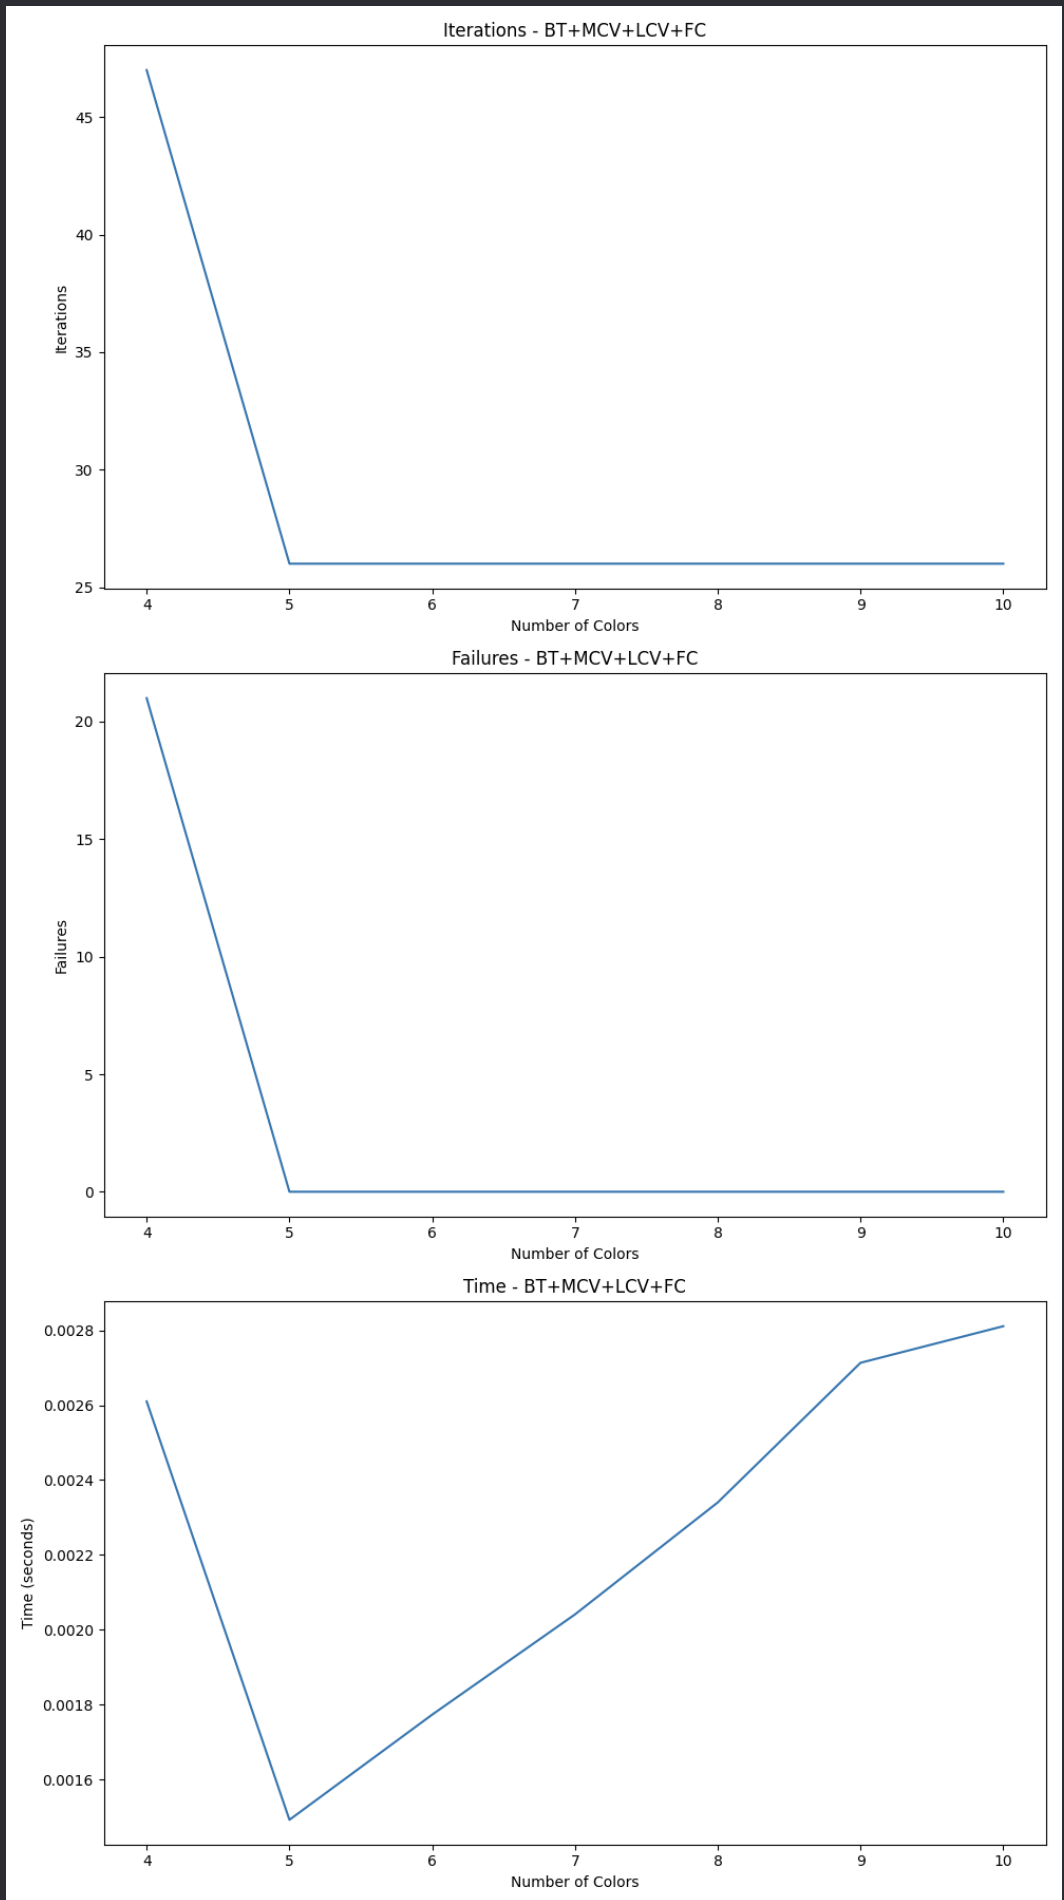 Iterations - BT+MCV+LCV+FC
45
40
35
30
25
Iterations
4 5 6 7 8 9 10
Number of Colors
Failures - BT+MCV+LCV+FC
20
15
10
5
0
Failures
4 5 6 7 8 9 10
Number of Colors
Time - BT+MCV+LCV+FC
0.0028
0.0026
0.0024
0.0022
0.0020
0.0018
0.0016
Time (seconds)
4 5 6 7 8 9 10
Number of Colors